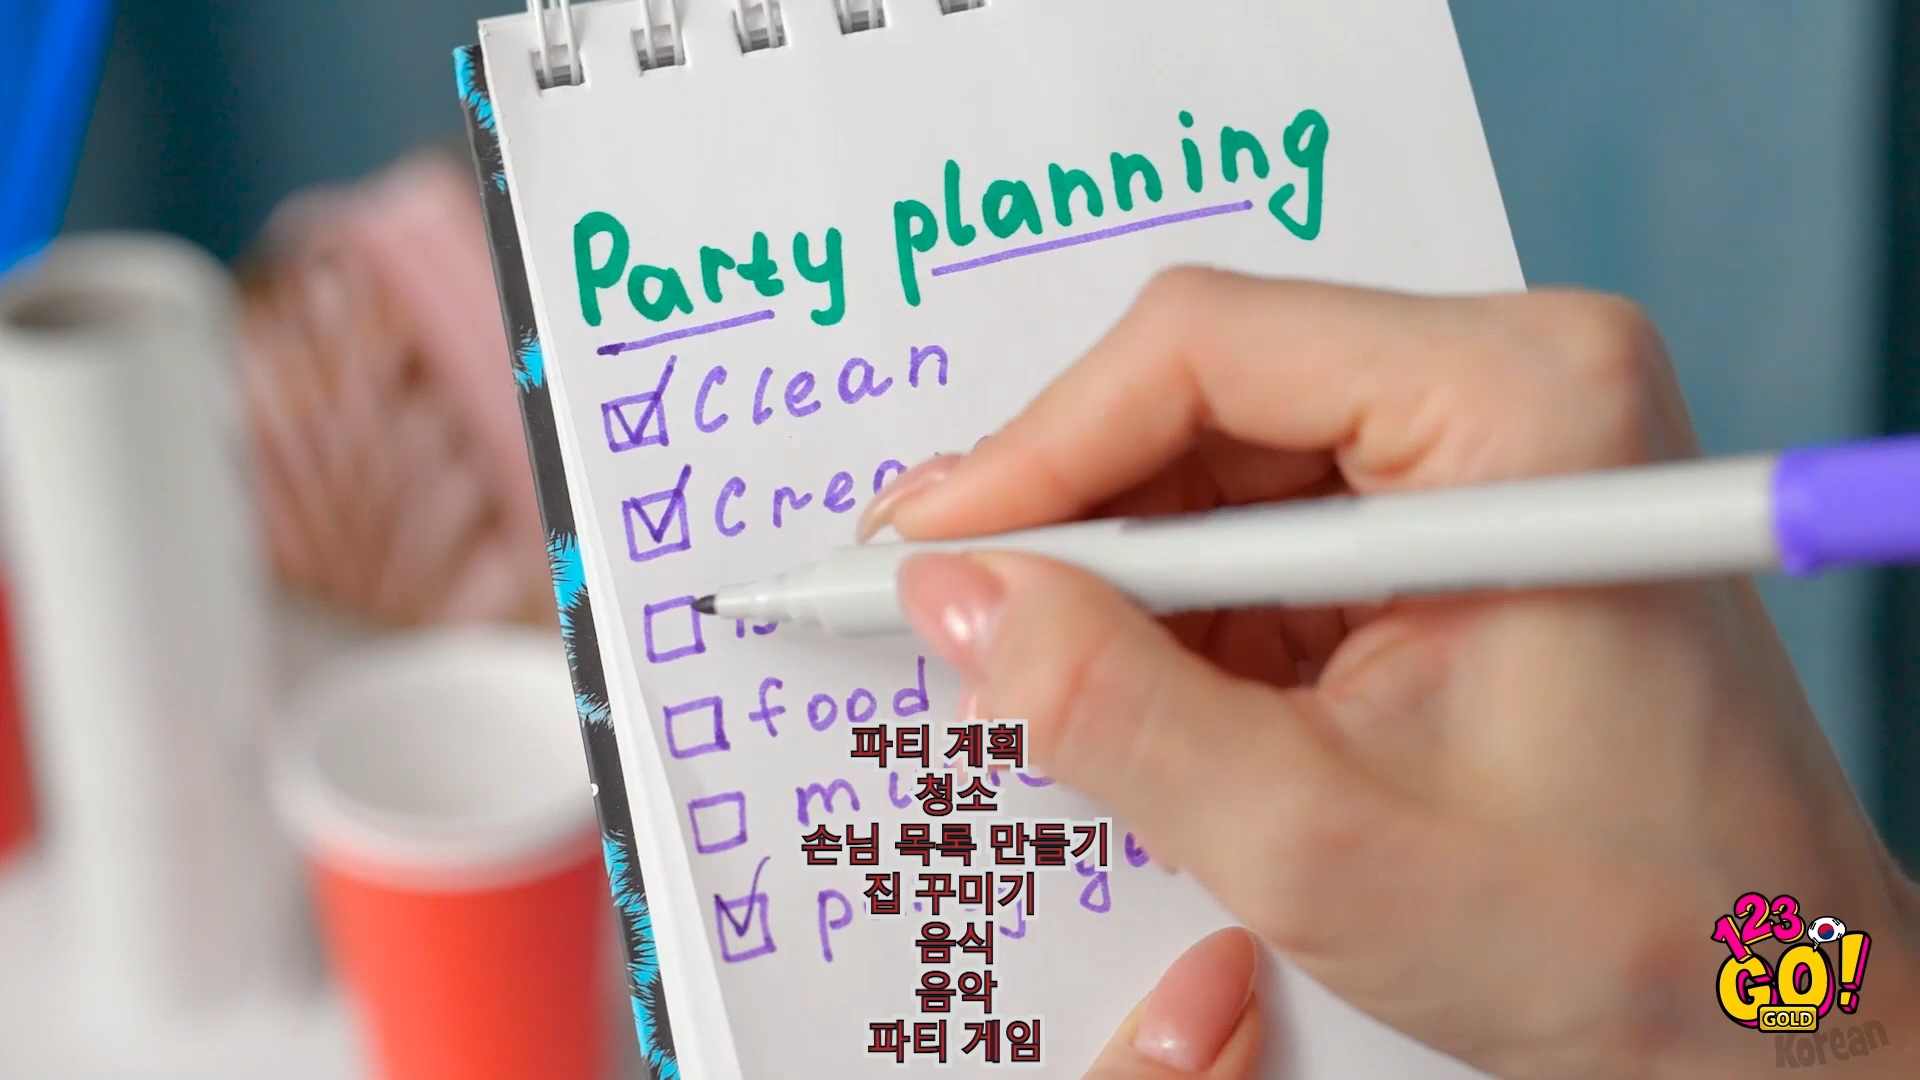 Party planning
Clean
food
파티 계획
청소
손님 목록 만들기
집 꾸미기
음식
음악
파티 게임
123
GO!
GOLD
Korean